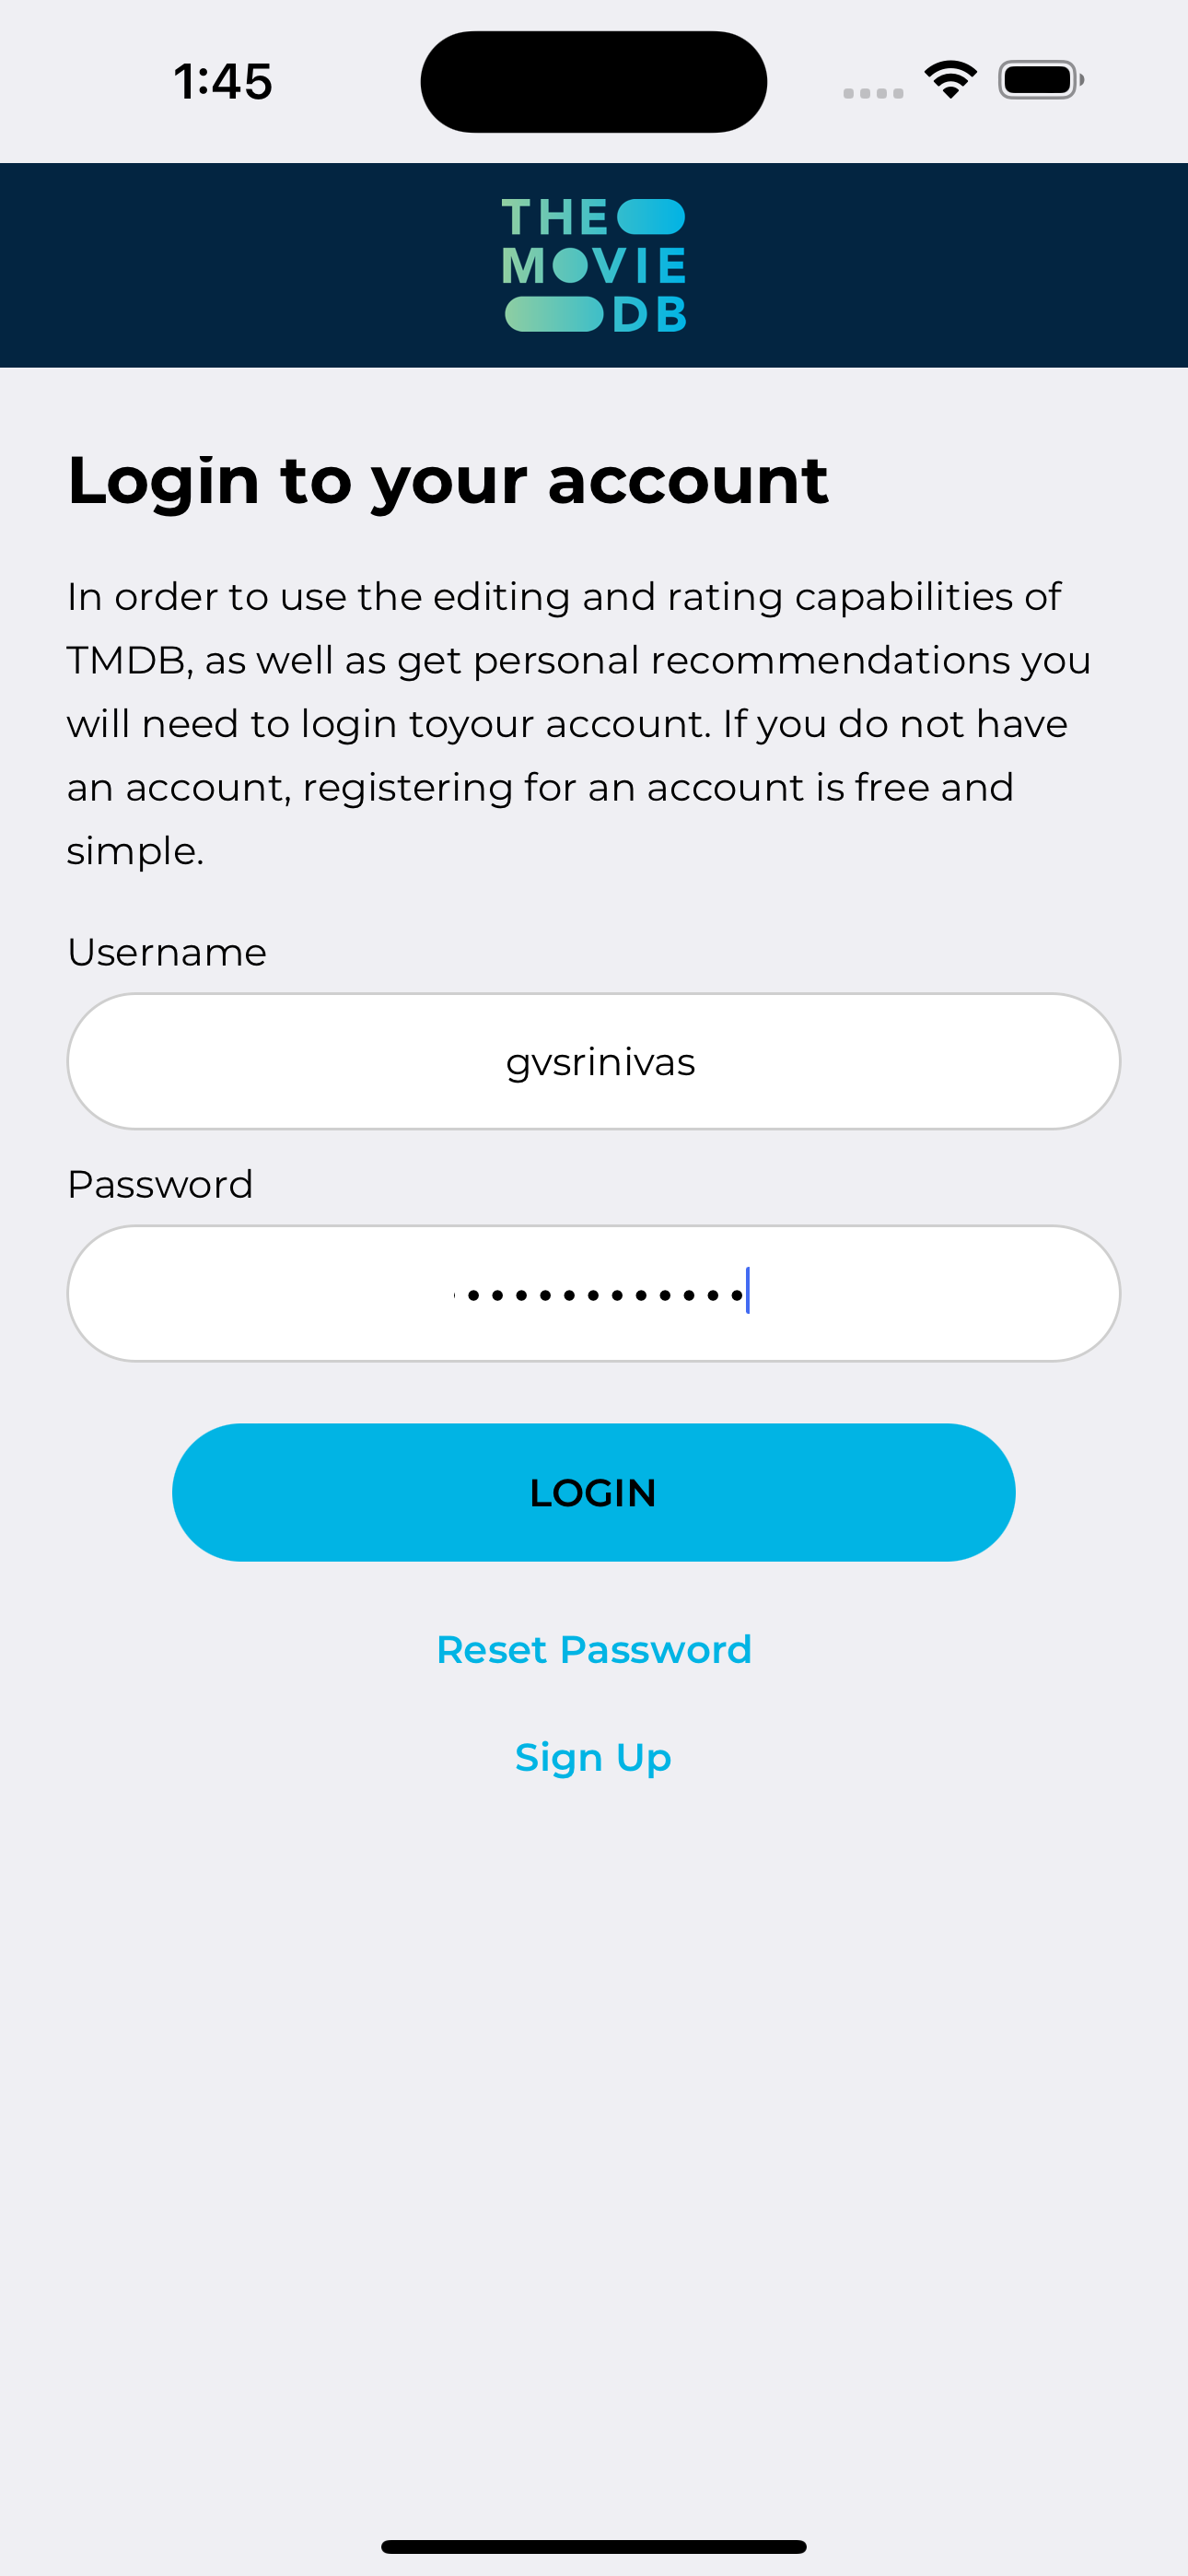 1:45
THE
MOVIE
DB
Login to your account
In order to use the editing and rating capabilities of
TMDB, as well as get personal recommendations you
will need to login toyour account. If you do not have
an account, registering for an account is free and
simple.
Username
gvsrinivas
Password
LOGIN
Reset Password
Sign Up